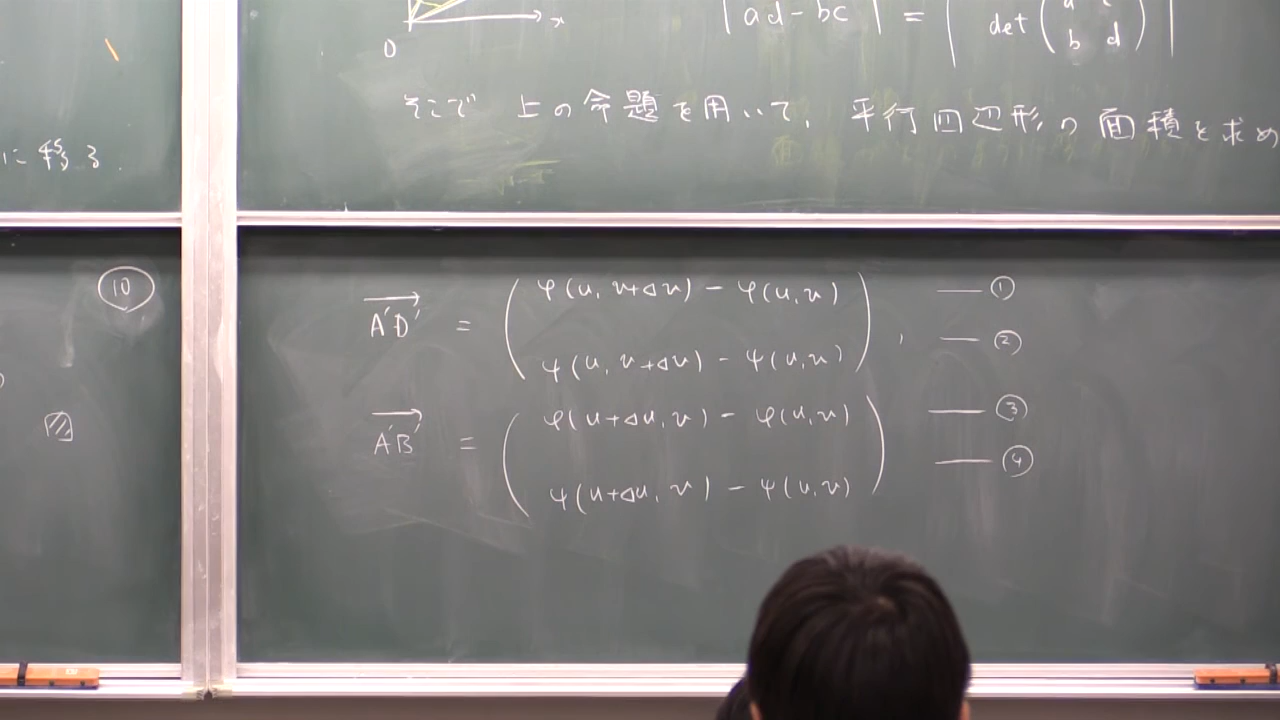 に移る.
10
x
0
|ad-bc| = |det( b d )|
そこで 上の命題を用いて, 平行四辺形の面積を求め
A'D' = ( φ(u, v+Δv) - φ(u,v) ) , — ①
ψ(u, v+Δv) - ψ(u,v) — ②
A'B' = ( φ(u+Δu, v) - φ(u,v) ) — ③
ψ(u+Δu, v) - ψ(u,v) — ④